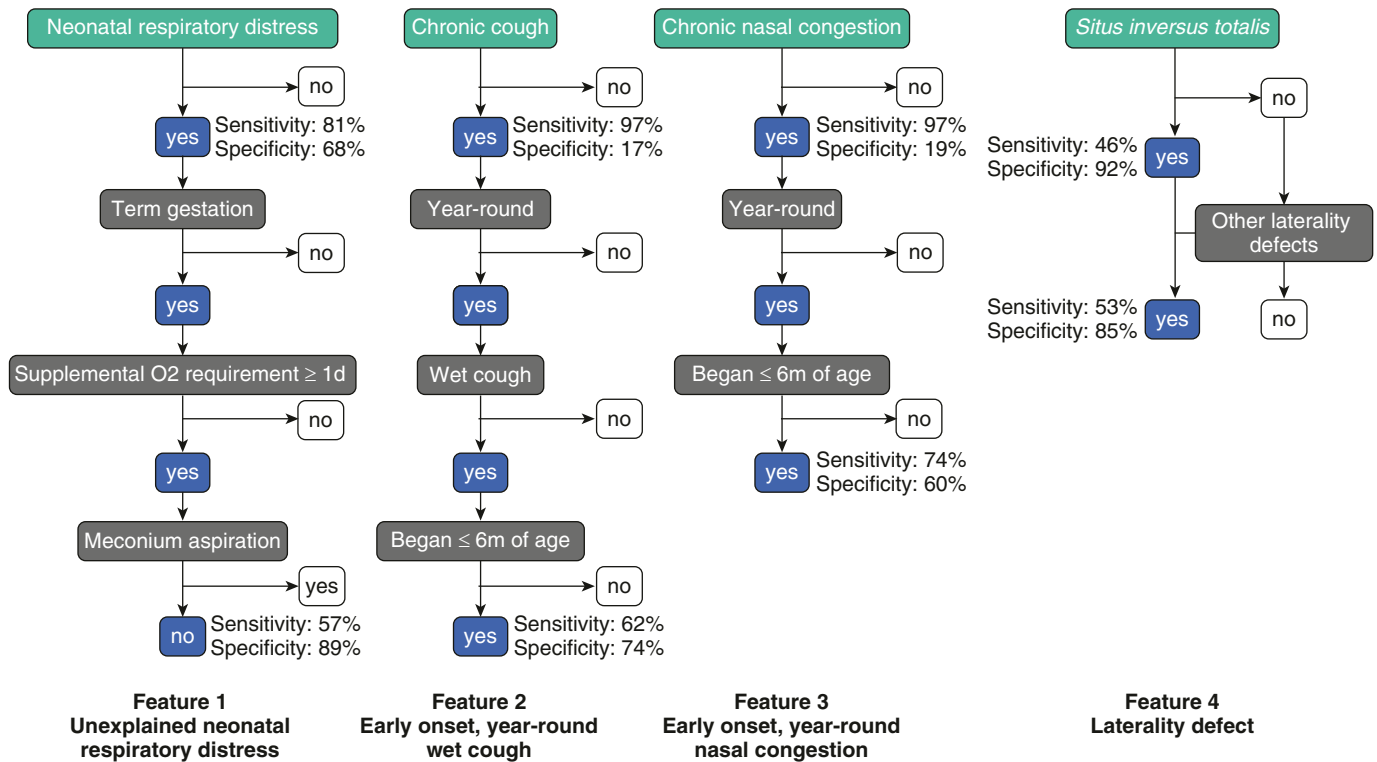 Neonatal respiratory distress
no
yes
Sensitivity: 81%
Specificity: 68%
Term gestation
no
yes
Supplemental O2 requirement ≥ 1d
no
yes
Meconium aspiration
yes
no
Sensitivity: 57%
Specificity: 89%
Feature 1
Unexplained neonatal
respiratory distress
Chronic cough
no
yes
Sensitivity: 97%
Specificity: 17%
Year-round
no
yes
Wet cough
no
yes
Began ≤ 6m of age
no
yes
Sensitivity: 62%
Specificity: 74%
Feature 2
Early onset, year-round
wet cough
Chronic nasal congestion
no
yes
Sensitivity: 97%
Specificity: 19%
Year-round
no
yes
Began ≤ 6m of age
no
yes
Sensitivity: 74%
Specificity: 60%
Feature 3
Early onset, year-round
nasal congestion
Situs inversus totalis
no
Sensitivity: 46%
Specificity: 92%
yes
Other laterality
defects
Sensitivity: 53%
Specificity: 85%
yes
no
Feature 4
Laterality defect